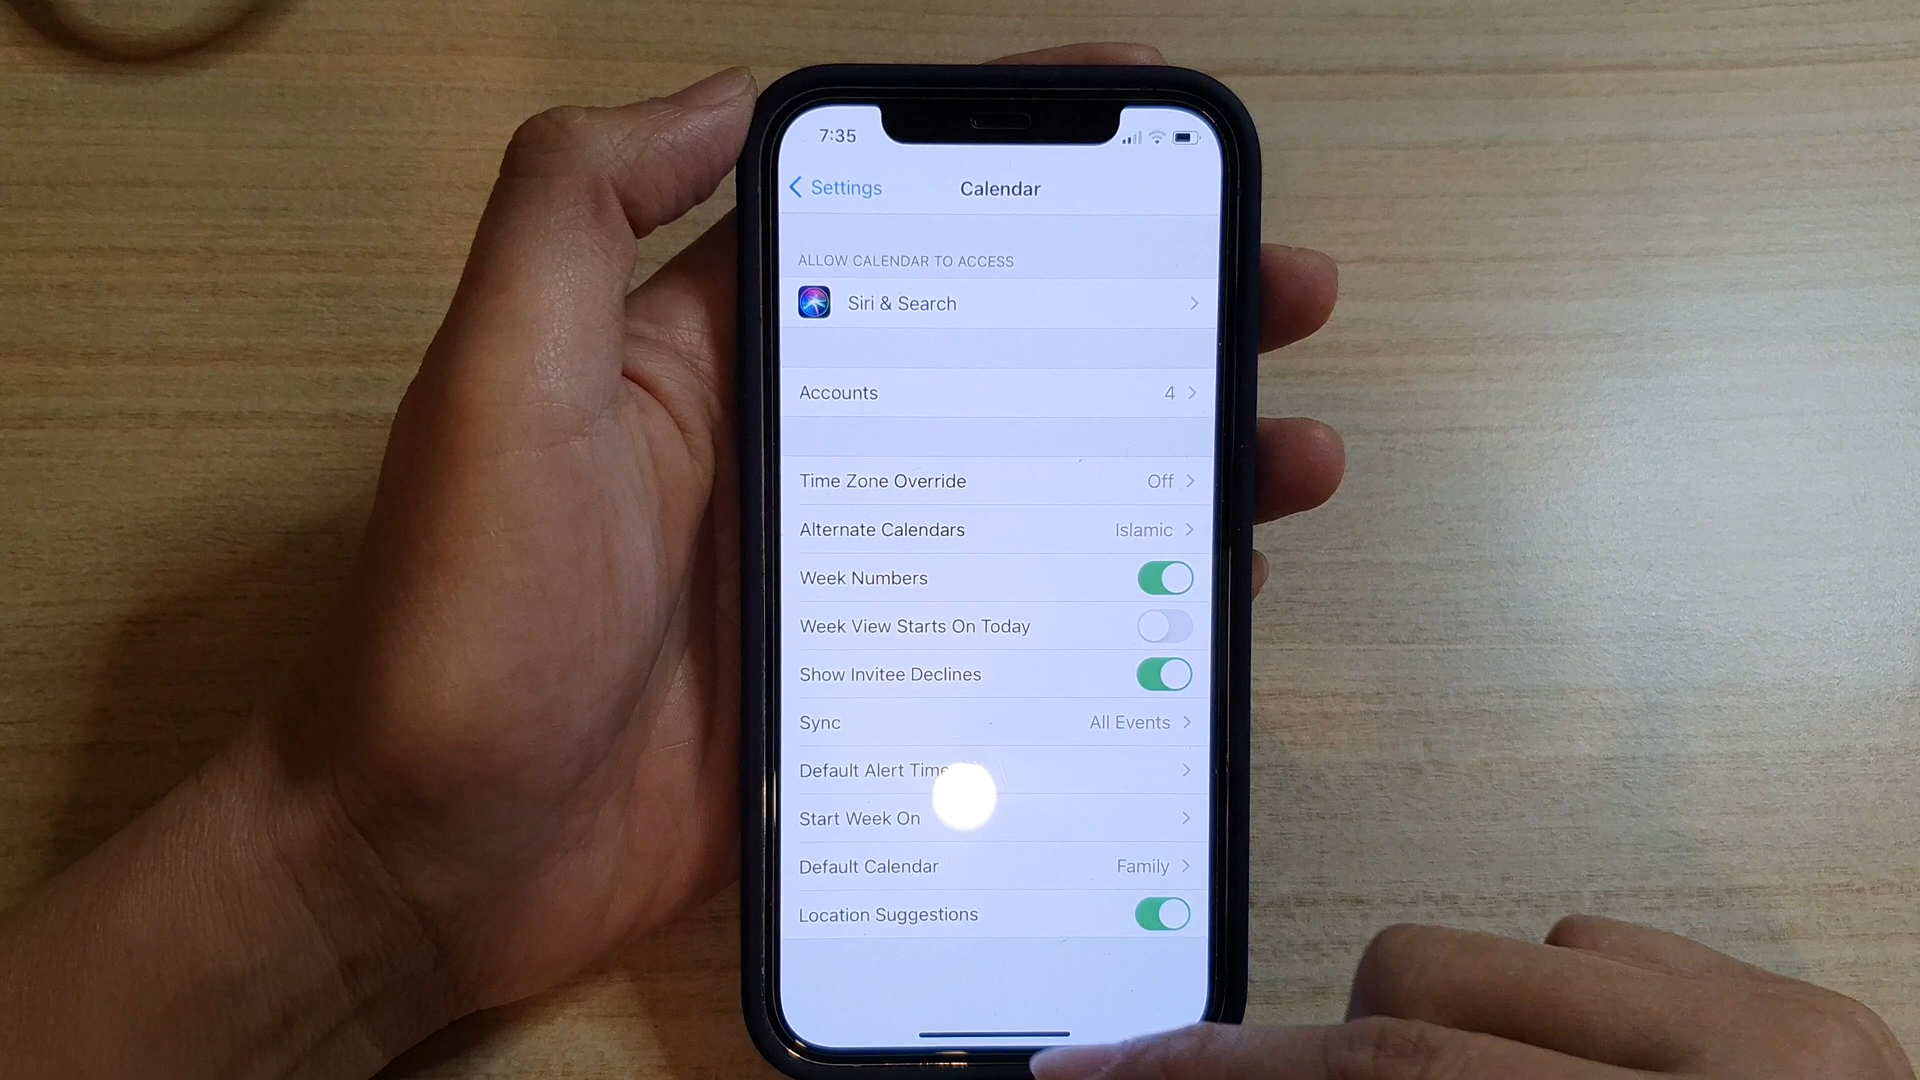 7:35
Settings
Calendar
ALLOW CALENDAR TO ACCESS
Siri & Search
Accounts 4
Time Zone Override Off
Alternate Calendars Islamic
Week Numbers
Week View Starts On Today
Show Invitee Declines
Sync All Events
Default Alert Time
Start Week On
Default Calendar Family
Location Suggestions